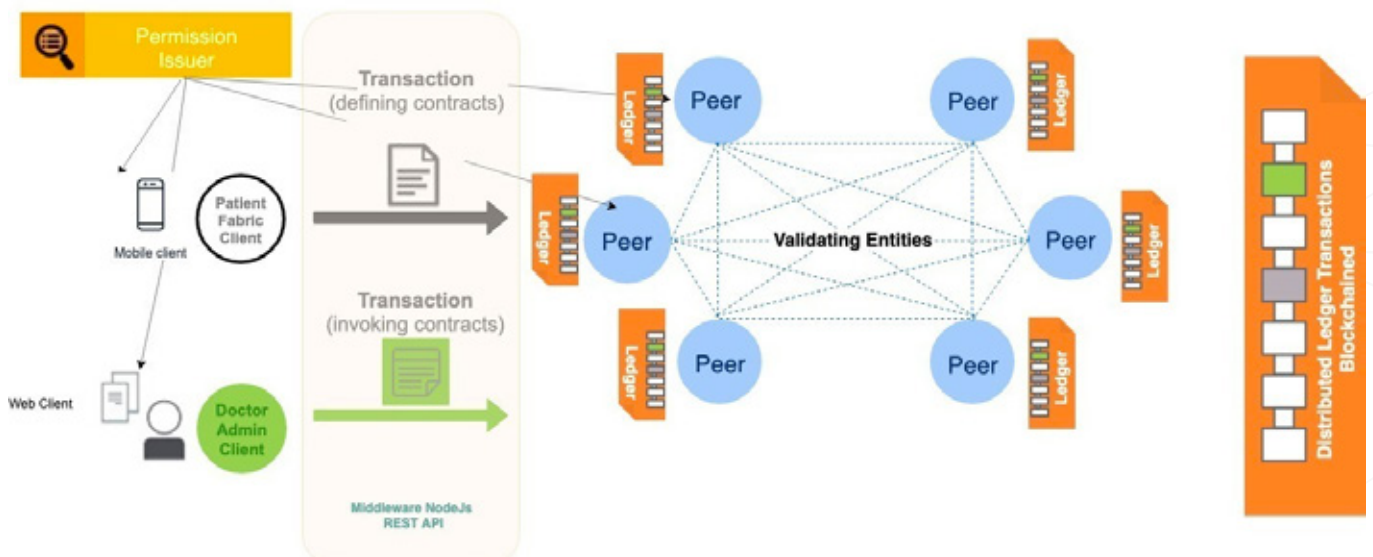 Permission
Issuer
Transaction
(defining contracts)
Patient
Fabric
Client
Mobile client
Transaction
(invoking contracts)
Web Client
Doctor
Admin
Client
Middleware NodeJs
REST API
Ledger
Peer
Peer
Ledger
Ledger
Peer
Validating Entities
Peer
Ledger
Ledger
Peer
Peer
Ledger
Distributed Ledger Transactions
Blockchained